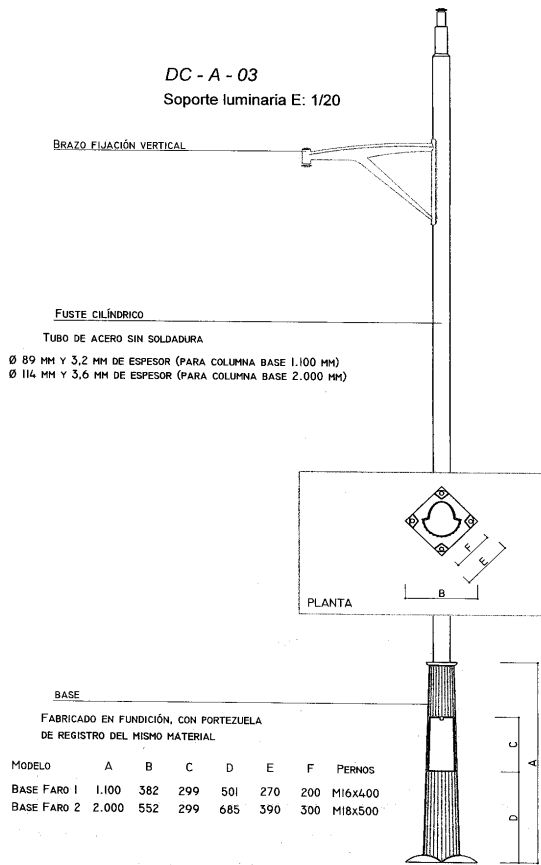 DC - A - 03
Soporte luminaria E: 1/20
BRAZO FIJACIÓN VERTICAL
FUSTE CILÍNDRICO
TUBO DE ACERO SIN SOLDADURA
Ø 89 MM Y 3,2 MM DE ESPESOR (PARA COLUMNA BASE 1.100 MM)
Ø 114 MM Y 3,6 MM DE ESPESOR (PARA COLUMNA BASE 2.000 MM)
F
E
B
PLANTA
BASE
FABRICADO EN FUNDICIÓN, CON PORTEZUELA
DE REGISTRO DEL MISMO MATERIAL
A
C
D
MODELO A B C D E F PERNOS
BASE FARO 1 1.100 382 299 501 270 200 M16X400
BASE FARO 2 2.000 552 299 685 390 300 M18X500